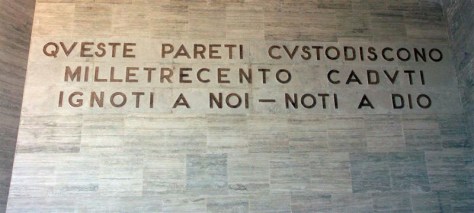 QVESTE PARETI CVSTODISCONO
MILLETRECENTO CADVTI
IGNOTI A NOI — NOTI A DIO